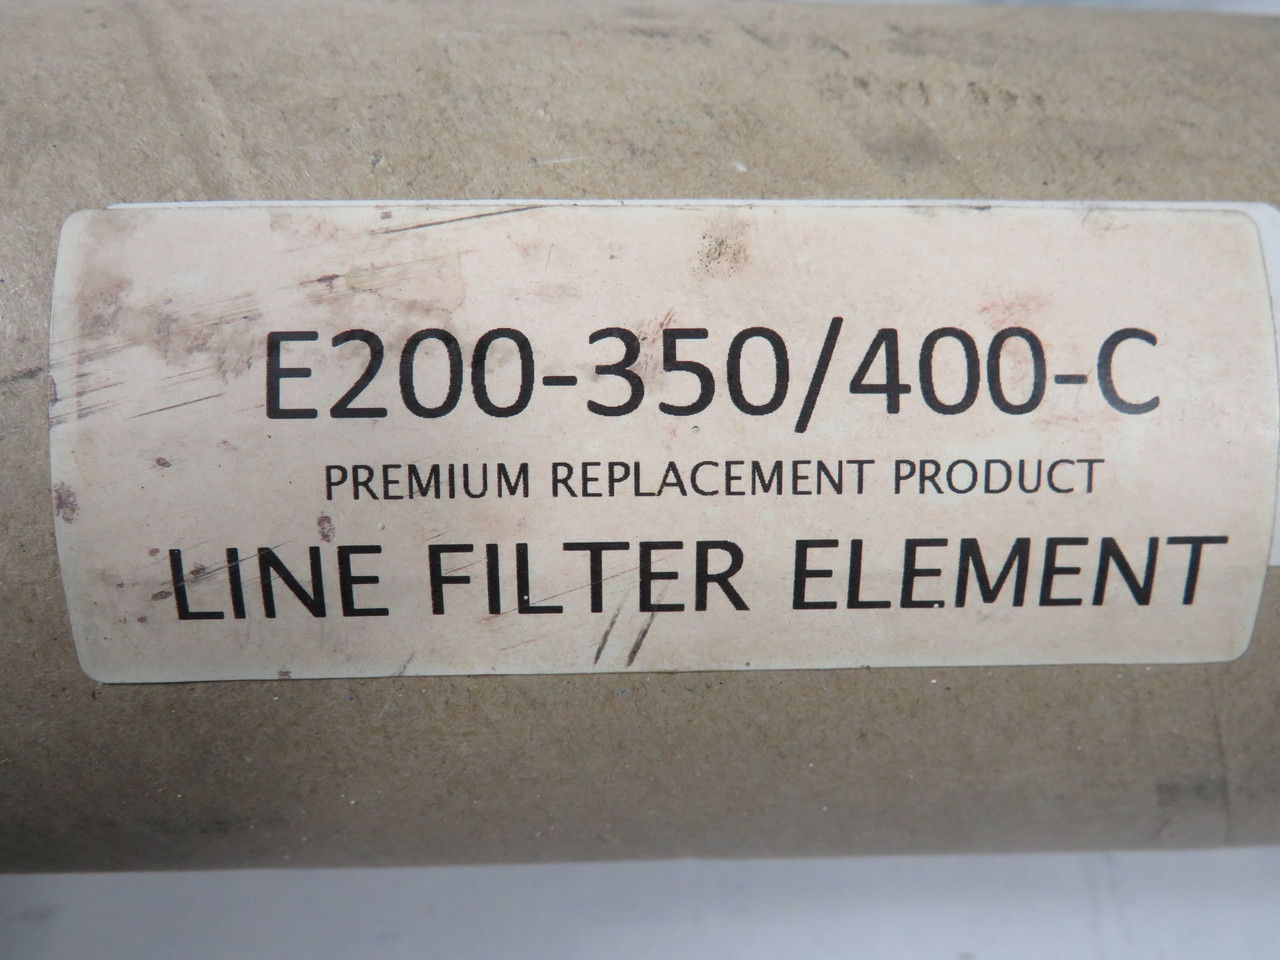 E200-350/400-C
PREMIUM REPLACEMENT PRODUCT
LINE FILTER ELEMENT